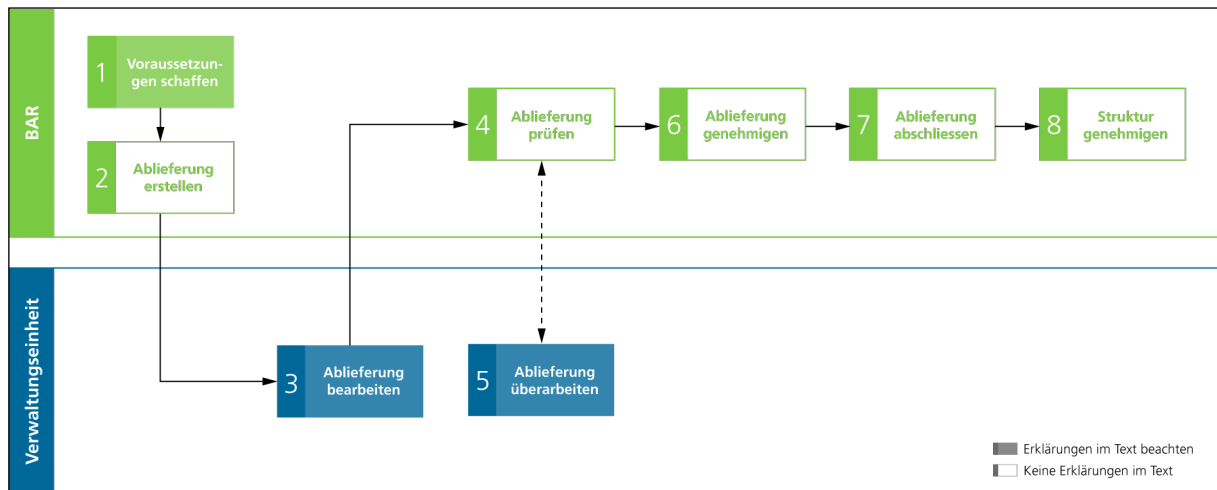 BAR
1
Voraussetzun-
gen schaffen
2
Ablieferung
erstellen
4
Ablieferung
prüfen
6
Ablieferung
genehmigen
7
Ablieferung
abschliessen
8
Struktur
genehmigen
Verwaltungseinheit
3
Ablieferung
bearbeiten
5
Ablieferung
überarbeiten
Erklärungen im Text beachten
Keine Erklärungen im Text